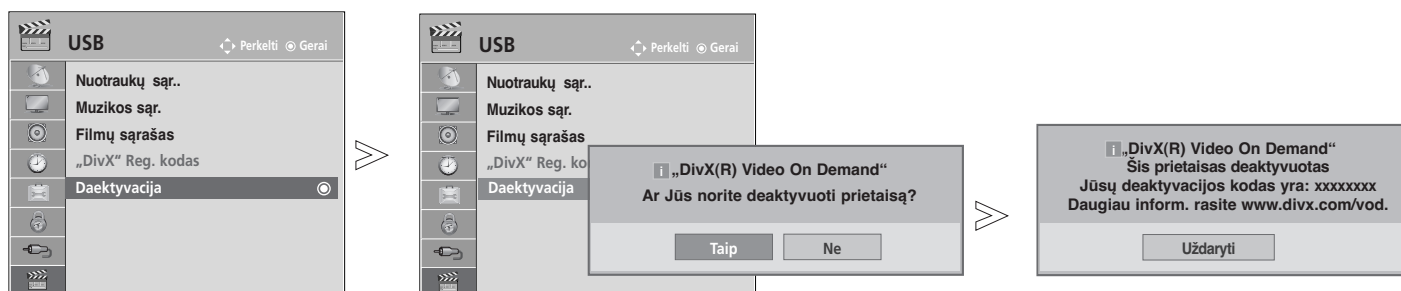 USB Perkelti Gerai
Nuotraukų sąr..
Muzikos sąr.
Filmų sąrašas
„DivX“ Reg. kodas
Daektyvacija
USB Perkelti Gerai
Nuotraukų sąr..
Muzikos sąr.
Filmų sąrašas
„DivX“ Reg. ko
Daektyvacija
i „DivX(R) Video On Demand“
Ar Jūs norite deaktyvuoti prietaisą?
Taip Ne
i „DivX(R) Video On Demand“
Šis prietaisas deaktyvuotas
Jūsų deaktyvacijos kodas yra: xxxxxxxx
Daugiau inform. rasite www.divx.com/vod.
Uždaryti